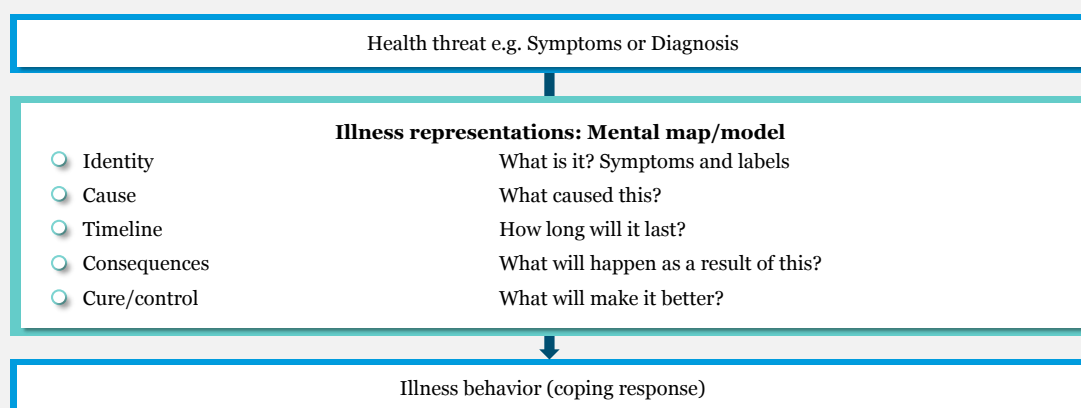 Health threat e.g. Symptoms or Diagnosis
Illness representations: Mental map/model
Identity What is it? Symptoms and labels
Cause What caused this?
Timeline How long will it last?
Consequences What will happen as a result of this?
Cure/control What will make it better?
Illness behavior (coping response)